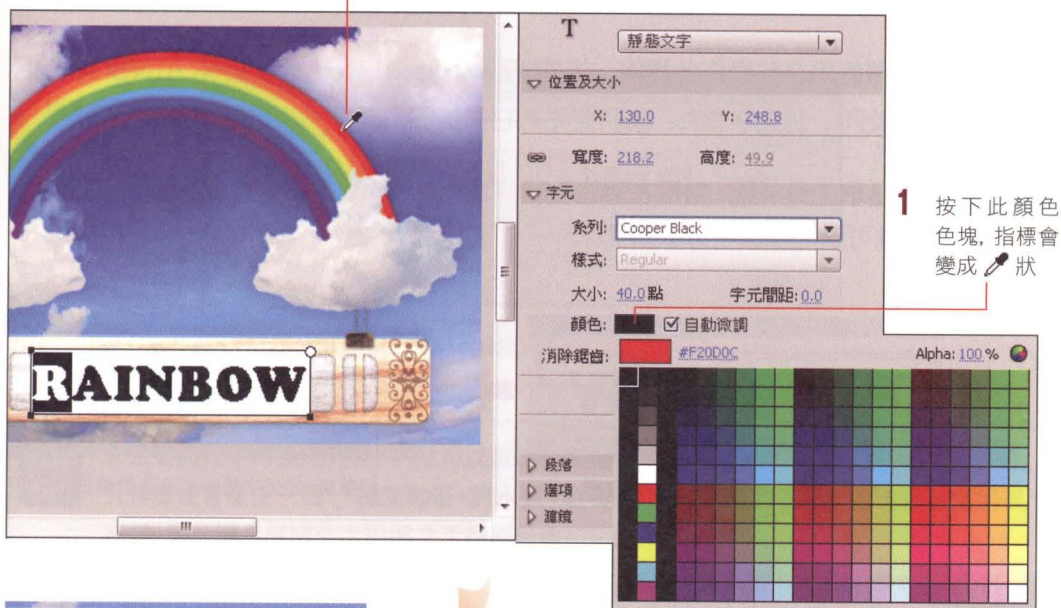 T
靜態文字
位置及大小
X: 130.0 Y: 248.8
寬度: 218.2 高度: 49.9
字元
系列: Cooper Black
樣式: Regular
大小: 40.0 點 字元間距: 0.0
顏色: 自動微調
消除鋸齒: #F20D0C Alpha: 100 %
段落
選項
濾鏡
RAINBOW
1 按下此顏色
色塊, 指標會
變成 狀